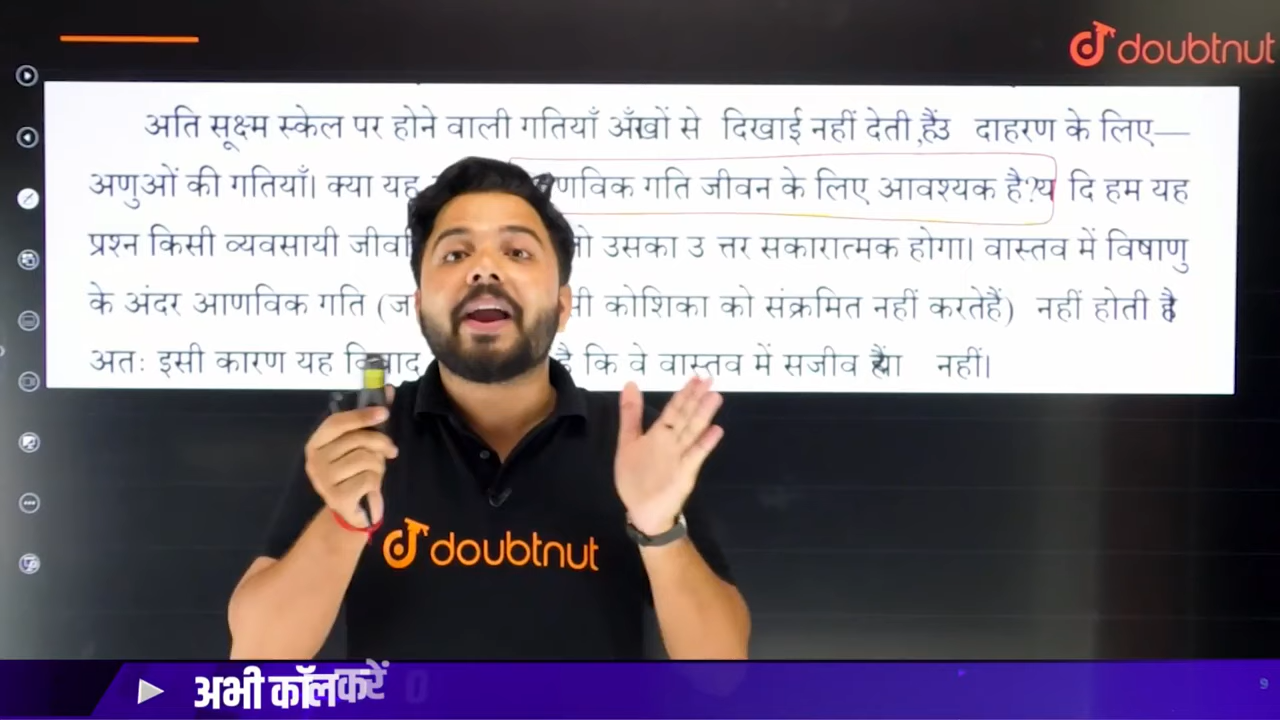 doubtnut
अति सूक्ष्म स्केल पर होने वाली गतियाँ आँखों से दिखाई नहीं देती,हैंउ दाहरण के लिए—
अणुओं की गतियाँ। क्या यह णविक गति जीवन के लिए आवश्यक है?य दि हम यह
प्रश्न किसी व्यवसायी उसका उ त्तर सकारात्मक होगा। वास्तव में विषाणु
के अंदर आणविक गति कोशिका को संक्रमित नहीं करतेहैं) नहीं होती है
अतः इसी कारण यह है कि वे वास्तव में सजीव नहीं।
doubtnut
अभी कॉल करें
9